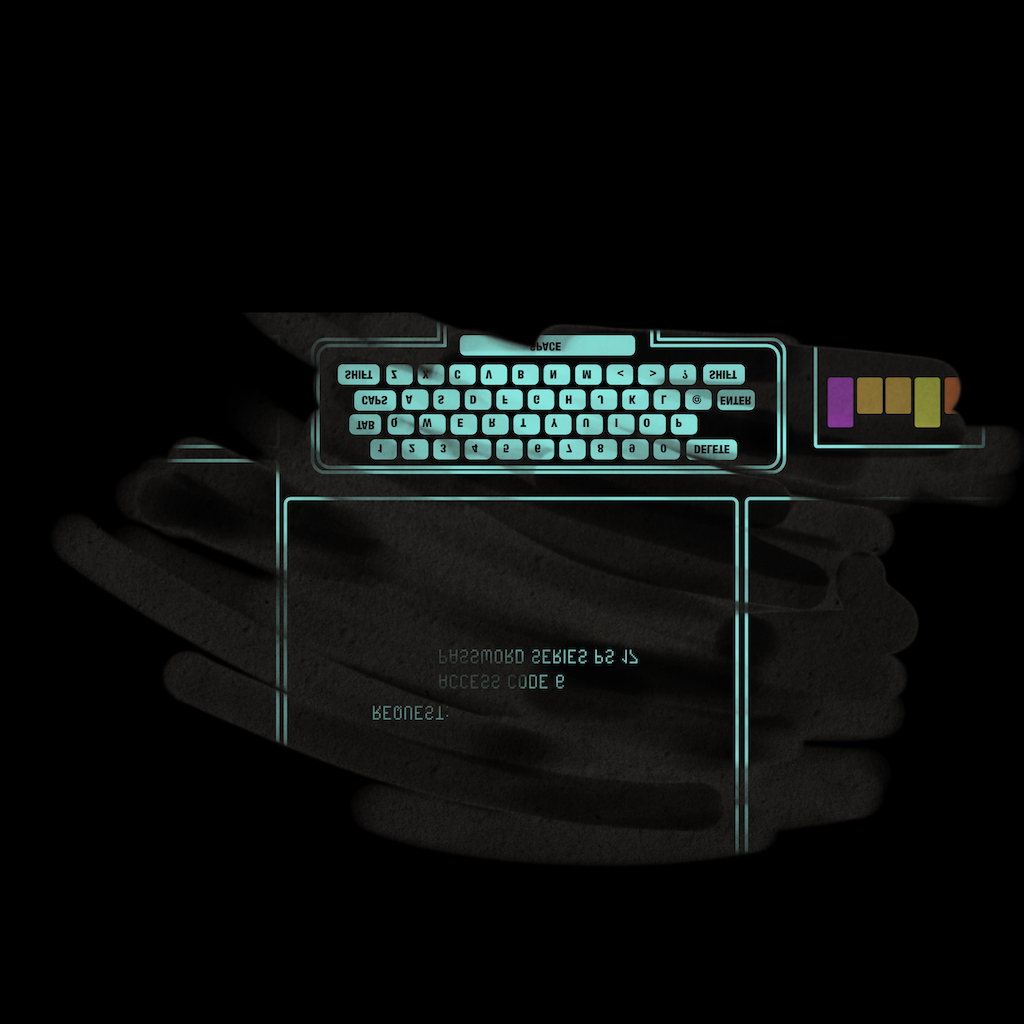 REQUEST:
ACCESS CODE 6
PASSWORD SERIES PS 17
1 2 3 4 5 6 7 8 9 0 DELETE
TAB Q W E R T Y U I O P
CAPS A S D F G H J K L @ ENTER
SHIFT Z X C V B N M < > ? SHIFT
SPACE